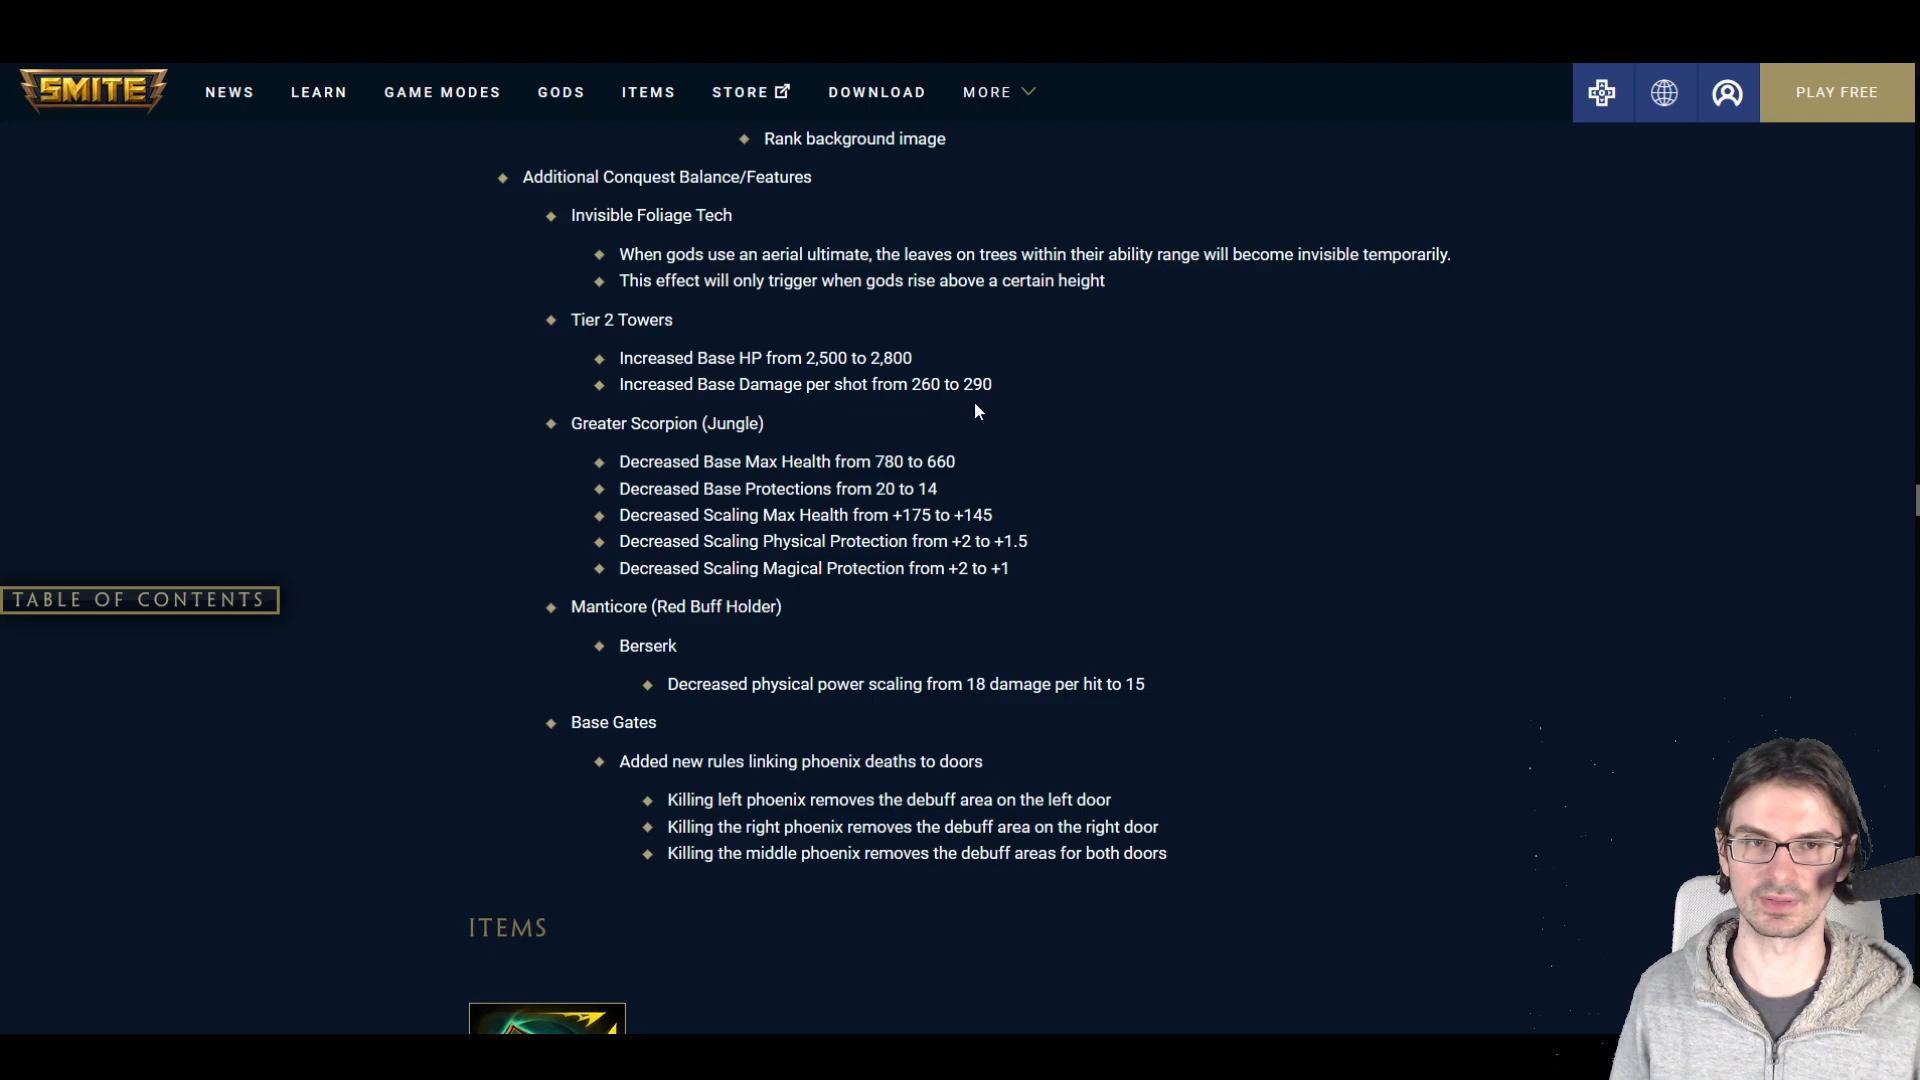 SMITE NEWS LEARN GAME MODES GODS ITEMS STORE DOWNLOAD MORE PLAY FREE
Rank background image
Additional Conquest Balance/Features
Invisible Foliage Tech
When gods use an aerial ultimate, the leaves on trees within their ability range will become invisible temporarily.
This effect will only trigger when gods rise above a certain height
Tier 2 Towers
Increased Base HP from 2,500 to 2,800
Increased Base Damage per shot from 260 to 290
Greater Scorpion (Jungle)
Decreased Base Max Health from 780 to 660
Decreased Base Protections from 20 to 14
Decreased Scaling Max Health from +175 to +145
Decreased Scaling Physical Protection from +2 to +1.5
Decreased Scaling Magical Protection from +2 to +1
TABLE OF CONTENTS
Manticore (Red Buff Holder)
Berserk
Decreased physical power scaling from 18 damage per hit to 15
Base Gates
Added new rules linking phoenix deaths to doors
Killing left phoenix removes the debuff area on the left door
Killing the right phoenix removes the debuff area on the right door
Killing the middle phoenix removes the debuff areas for both doors
ITEMS